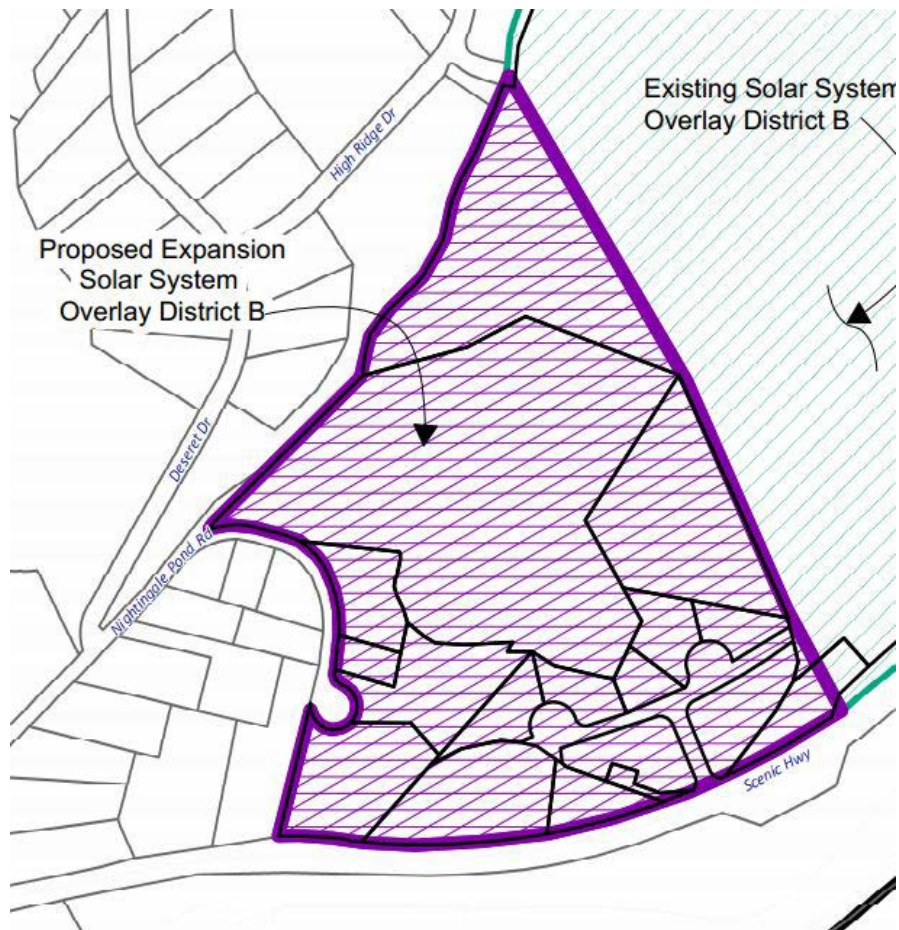 Existing Solar System
Overlay District B
High Ridge Dr
Proposed Expansion
Solar System
Overlay District B
Deseret Dr
Nightingale Pond Rd
Scenic Hwy